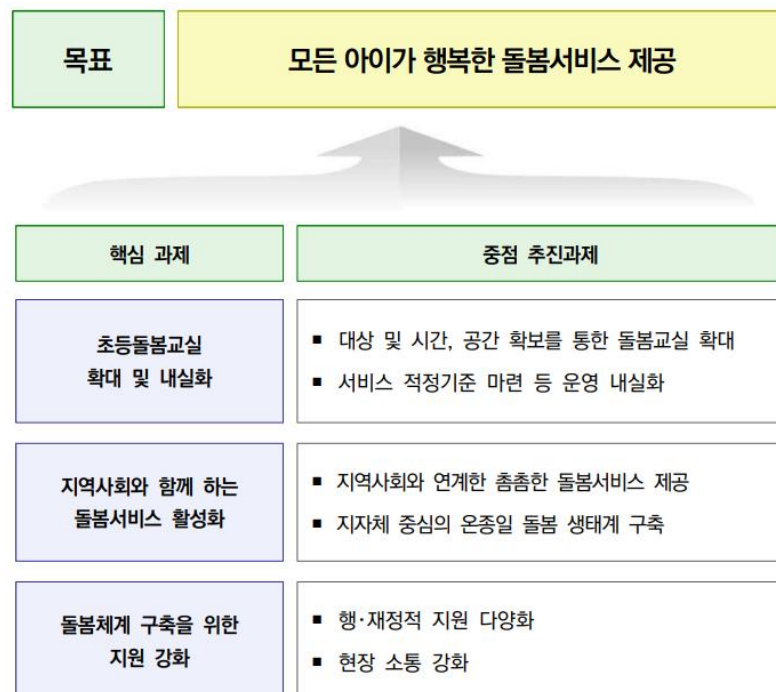 목표
모든 아이가 행복한 돌봄서비스 제공
핵심 과제
중점 추진과제
초등돌봄교실
확대 및 내실화
▪ 대상 및 시간, 공간 확보를 통한 돌봄교실 확대
▪ 서비스 적정기준 마련 등 운영 내실화
지역사회와 함께 하는
돌봄서비스 활성화
▪ 지역사회와 연계한 촘촘한 돌봄서비스 제공
▪ 지자체 중심의 온종일 돌봄 생태계 구축
돌봄체계 구축을 위한
지원 강화
▪ 행·재정적 지원 다양화
▪ 현장 소통 강화